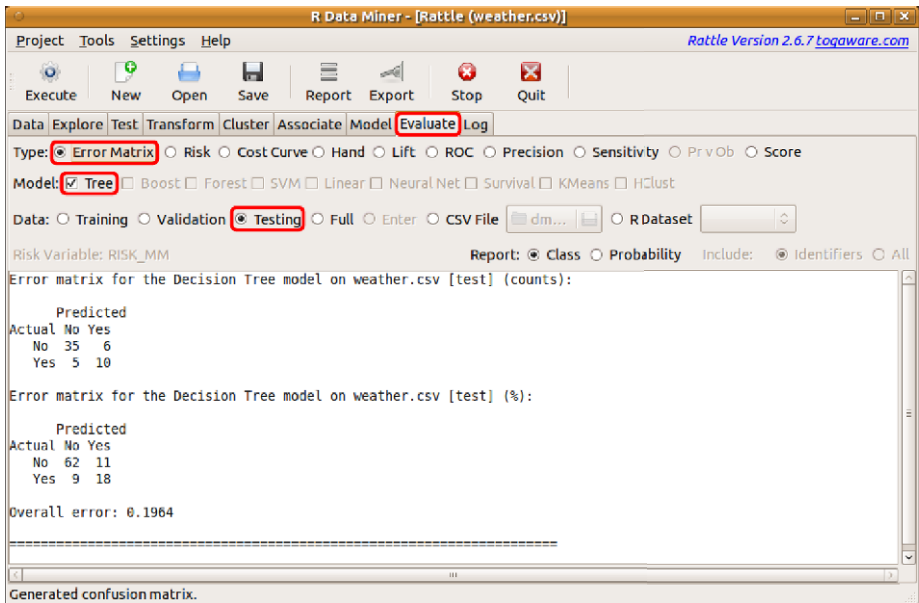 R Data Miner - [Rattle (weather.csv)]
Project Tools Settings Help Rattle Version 2.6.7 togaware.com
Execute New Open Save Report Export Stop Quit
Data Explore Test Transform Cluster Associate Model Evaluate Log
Type: Error Matrix Risk Cost Curve Hand Lift ROC Precision Sensitivity Pr v Ob Score
Model: Tree Boost Forest SVM Linear Neural Net Survival KMeans HClust
Data: Training Validation Testing Full Enter CSV File dm... R Dataset
Risk Variable: RISK_MM Report: Class Probability Include: Identifiers All
Error matrix for the Decision Tree model on weather.csv [test] (counts):
Predicted
Actual No Yes
No 35 6
Yes 5 10
Error matrix for the Decision Tree model on weather.csv [test] (%):
Predicted
Actual No Yes
No 62 11
Yes 9 18
Overall error: 0.1964
======================================================================
Generated confusion matrix.